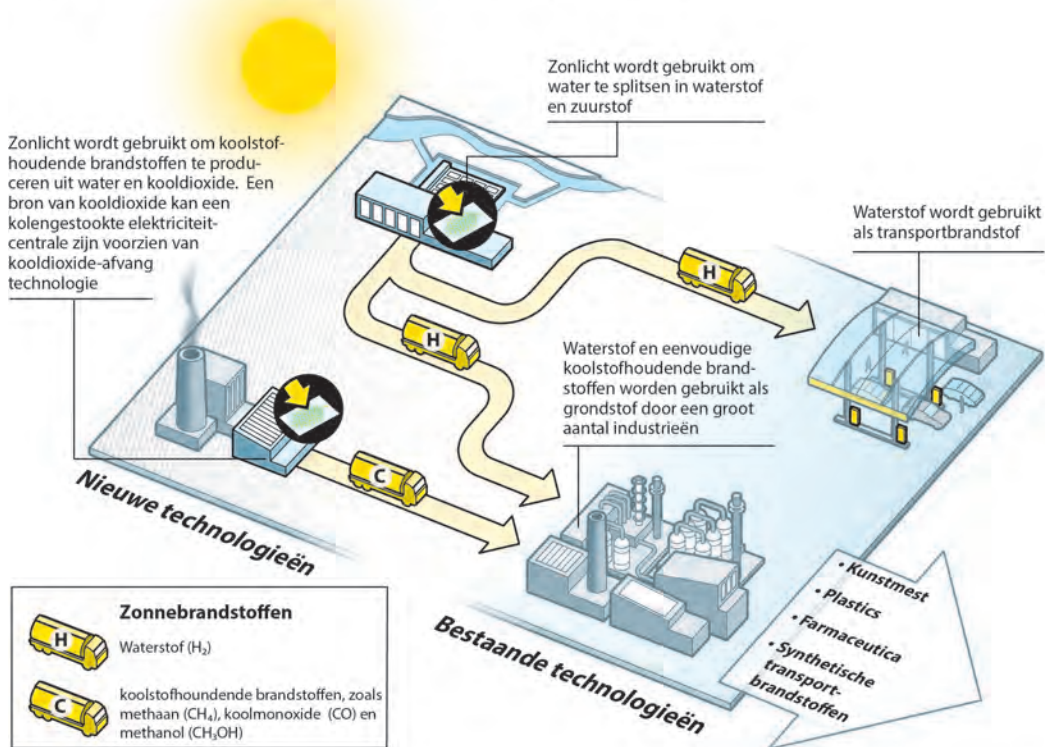 Zonlicht wordt gebruikt om
water te splitsen in waterstof
en zuurstof
Zonlicht wordt gebruikt om koolstof-
houdende brandstoffen te produ-
ceren uit water en kooldioxide. Een
bron van kooldioxide kan een
kolengestookte elektriciteit-
centrale zijn voorzien van
kooldioxide-afvang
technologie
Waterstof wordt gebruikt
als transportbrandstof
H
H
Waterstof en eenvoudige
koolstofhoudende brand-
stoffen worden gebruikt als
grondstof door een groot
aantal industrieën
C
Nieuwe technologieën
Bestaande technologieën
• Kunstmest
• Plastics
• Farmaceutica
• Synthetische
transport-
brandstoffen
Zonnebrandstoffen
H
Waterstof (H₂)
C
koolstofhoundende brandstoffen, zoals
methaan (CH₄), koolmonoxide (CO) en
methanol (CH₃OH)